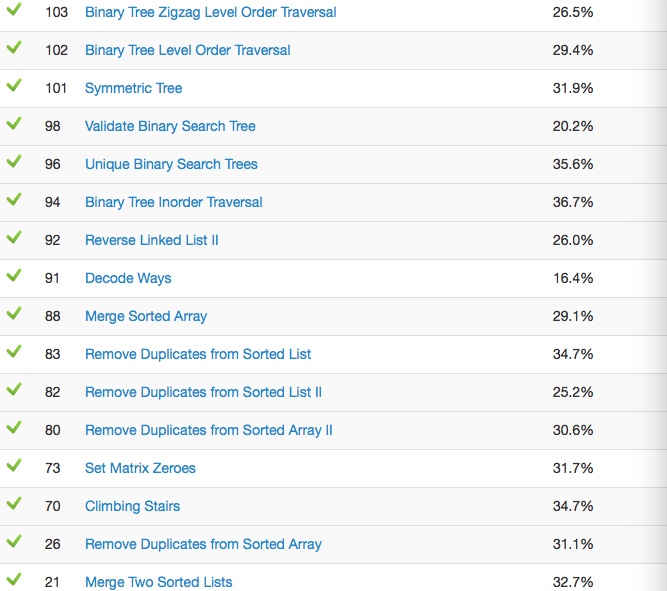 103 Binary Tree Zigzag Level Order Traversal 26.5%
102 Binary Tree Level Order Traversal 29.4%
101 Symmetric Tree 31.9%
98 Validate Binary Search Tree 20.2%
96 Unique Binary Search Trees 35.6%
94 Binary Tree Inorder Traversal 36.7%
92 Reverse Linked List II 26.0%
91 Decode Ways 16.4%
88 Merge Sorted Array 29.1%
83 Remove Duplicates from Sorted List 34.7%
82 Remove Duplicates from Sorted List II 25.2%
80 Remove Duplicates from Sorted Array II 30.6%
73 Set Matrix Zeroes 31.7%
70 Climbing Stairs 34.7%
26 Remove Duplicates from Sorted Array 31.1%
21 Merge Two Sorted Lists 32.7%